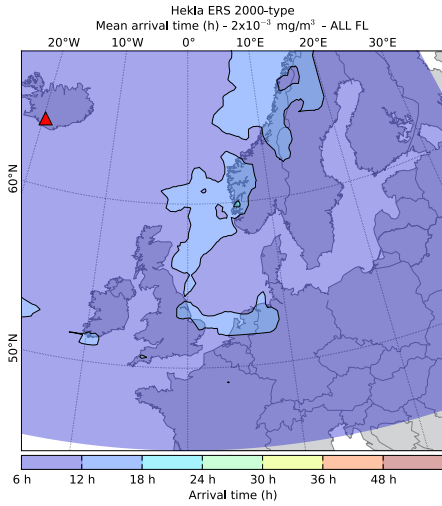 Hekla ERS 2000-type
Mean arrival time (h) - 2x10⁻³ mg/m³ - ALL FL
20°W 10°W 0° 10°E 20°E 30°E
60°N
50°N
6 h 12 h 18 h 24 h 30 h 36 h 48 h
Arrival time (h)